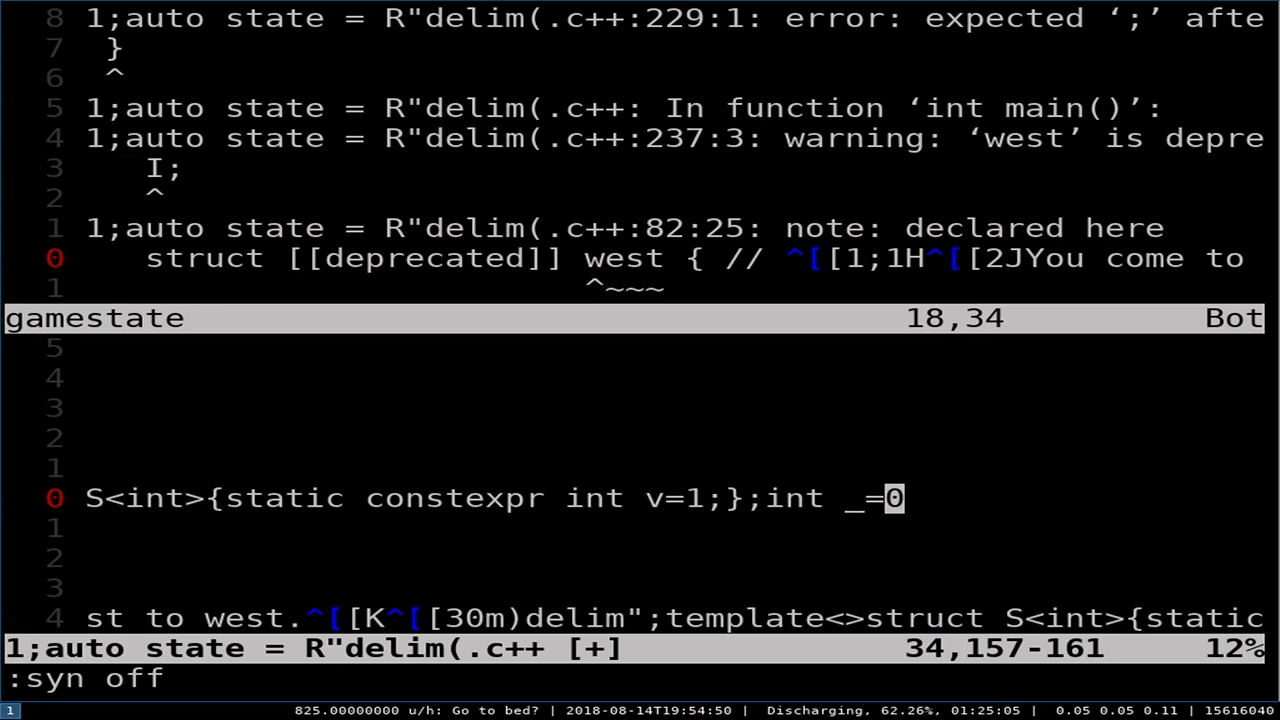 8 1;auto state = R"delim(.c++:229:1: error: expected ‘;’ afte
7 }
6 ^
5 1;auto state = R"delim(.c++: In function ‘int main()’:
4 1;auto state = R"delim(.c++:237:3: warning: ‘west’ is depre
3 I;
2 ^
1 1;auto state = R"delim(.c++:82:25: note: declared here
0 struct [[deprecated]] west { // ^[[1;1H^[[2JYou come to
1 ^~~~
gamestate 18,34 Bot
5
4
3
2
1
0 S<int>{static constexpr int v=1;};int _=0
1
2
3
4 st to west.^[[K^[[30m)delim";template<>struct S<int>{static
1;auto state = R"delim(.c++ [+] 34,157-161 12%
:syn off
1 825.00000000 u/h: Go to bed? | 2018-08-14T19:54:50 | Discharging, 62.26%, 01:25:05 | 0.05 0.05 0.11 | 15616040